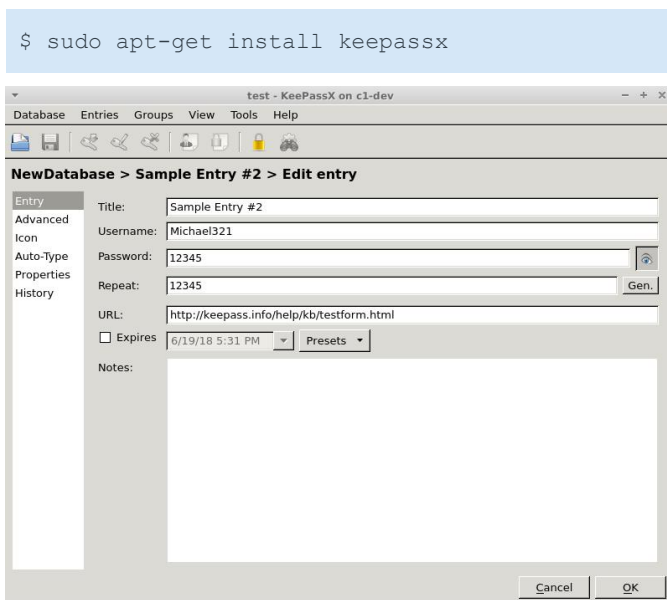 $ sudo apt-get install keepassx
test - KeePassX on c1-dev
Database Entries Groups View Tools Help
NewDatabase > Sample Entry #2 > Edit entry
Entry
Advanced
Icon
Auto-Type
Properties
History
Title: Sample Entry #2
Username: Michael321
Password: 12345
Repeat: 12345 Gen.
URL: http://keepass.info/help/kb/testform.html
Expires 6/19/18 5:31 PM Presets
Notes:
Cancel OK